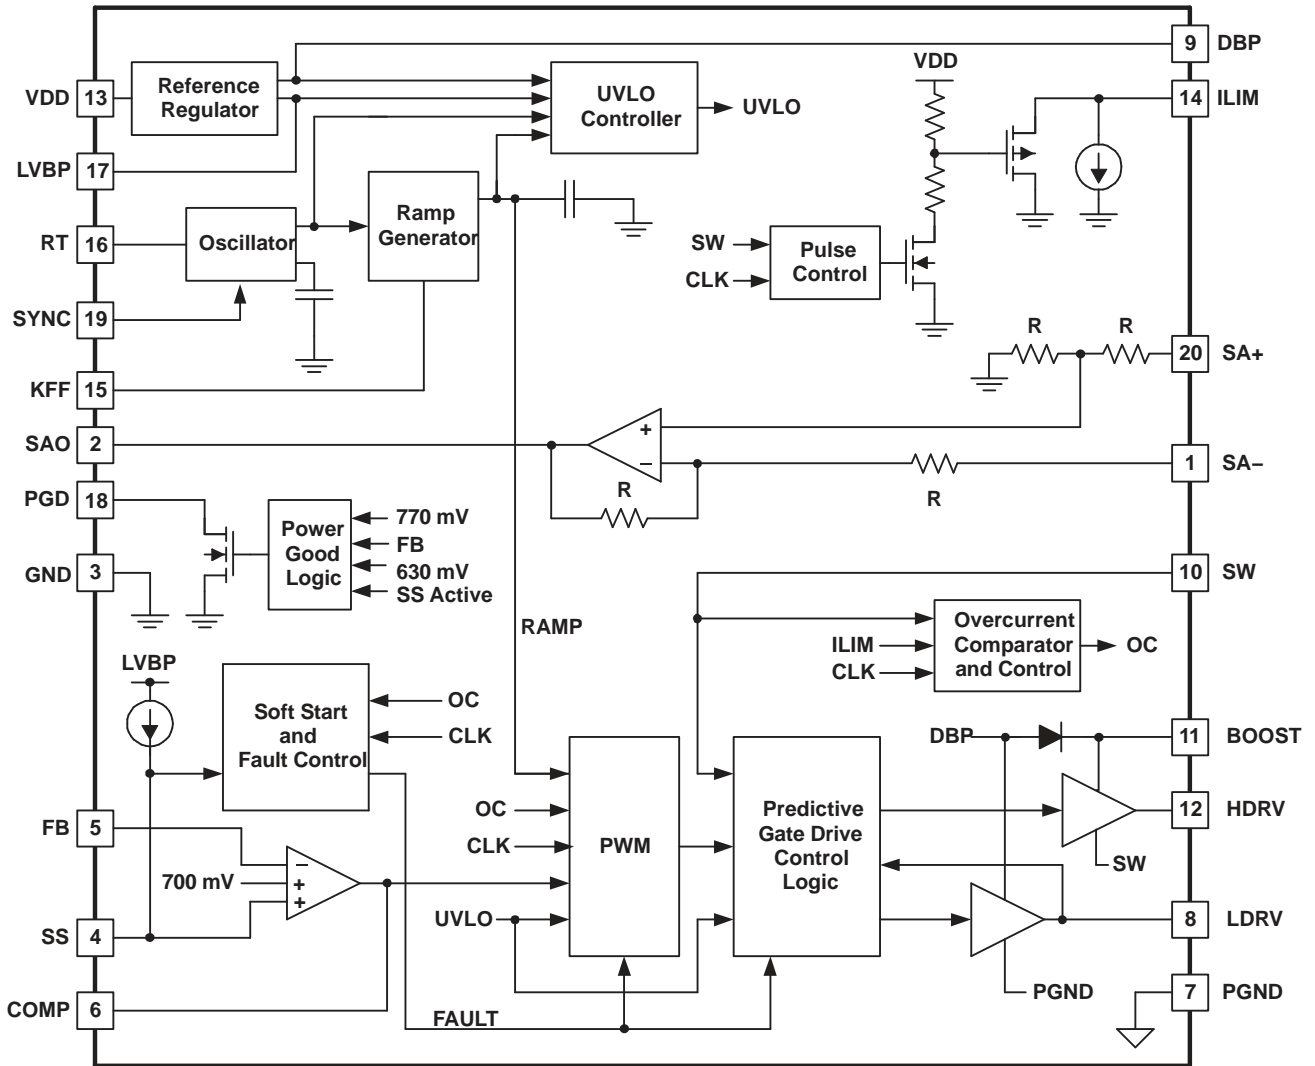 9 DBP
VDD
VDD 13
Reference
Regulator
UVLO
Controller
UVLO
14 ILIM
LVBP 17
RT 16
Oscillator
Ramp
Generator
SW
CLK
Pulse
Control
SYNC 19
R
R
20 SA+
KFF 15
SAO 2
+
−
1 SA−
R
R
PGD 18
Power
Good
Logic
770 mV
FB
630 mV
SS Active
GND 3
10 SW
RAMP
Overcurrent
Comparator
and Control
ILIM
CLK
OC
LVBP
Soft Start
and
Fault Control
OC
CLK
DBP
11 BOOST
FB 5
OC
CLK
PWM
Predictive
Gate Drive
Control
Logic
12 HDRV
SW
−
700 mV
+
+
UVLO
SS 4
8 LDRV
PGND
7 PGND
COMP 6
FAULT